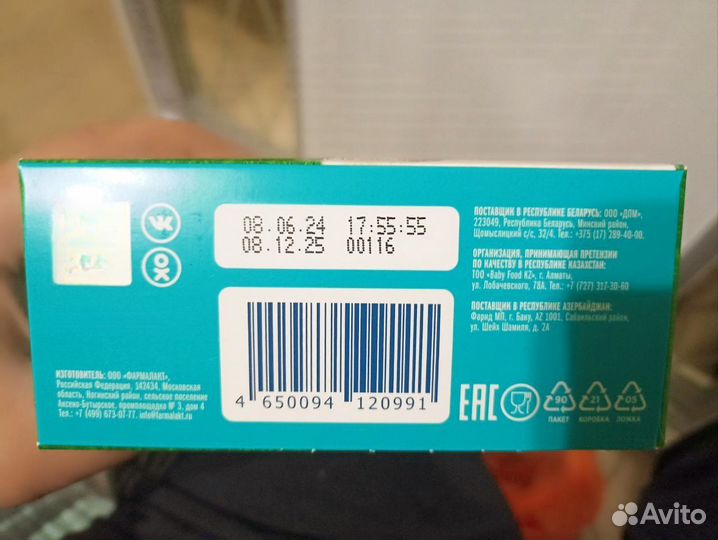 08.06.24 17:55:55
08.12.25 00116
ПОСТАВЩИК В РЕСПУБЛИКЕ БЕЛАРУСЬ: ООО «ДПМ»,
223049, Республика Беларусь, Минский район,
Щомыслицкий с/с, 32/4. Тел.: +375 (17) 289-40-00.
ОРГАНИЗАЦИЯ, ПРИНИМАЮЩАЯ ПРЕТЕНЗИИ
ПО КАЧЕСТВУ В РЕСПУБЛИКЕ КАЗАХСТАН:
ТОО «Baby Food KZ», г. Алматы,
ул. Лобачевского, 78А, Тел.: +7 (727) 317-30-60
ПОСТАВЩИК В РЕСПУБЛИКЕ АЗЕРБАЙДЖАН:
Фарид МП, г. Баку, AZ 1001, Сабаильский район,
ул. Шейх Шамиля, д. 2А
ИЗГОТОВИТЕЛЬ: ООО «ФАРМАЛАКТ».
Российская Федерация, 142434, Московская
область, Ногинский район, сельское поселение
Аксено-Бутырское, промплощадка № 3, дом 4
Тел.: +7 (499) 673-07-77. info@farmalakt.ru
4 650094 120991
EAC
90 21 05
ПАКЕТ КОРОБКА ЛОЖКА
Avito